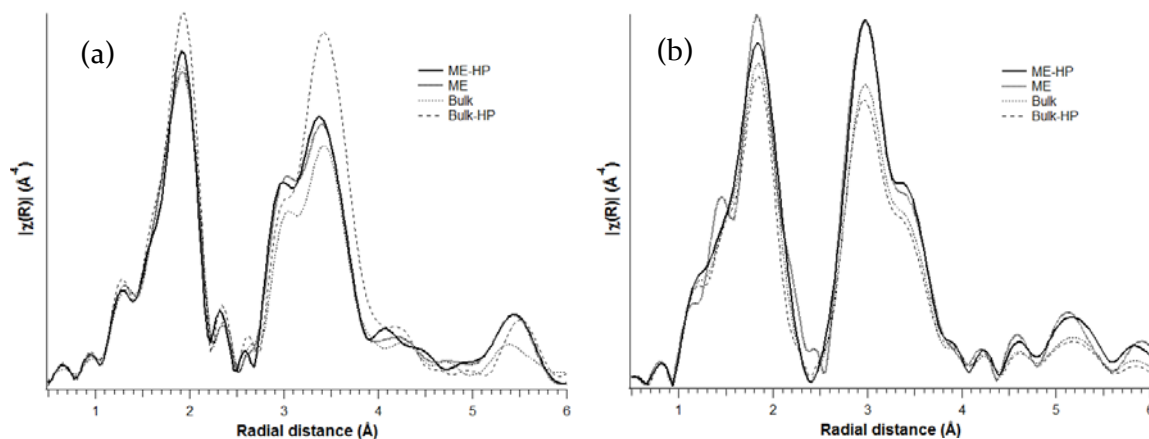 (a)
ME-HP
ME
Bulk
Bulk-HP
|χ(R)| (Å⁻⁴)
1 2 3 4 5 6
Radial distance (Å)
(b)
ME-HP
ME
Bulk
Bulk-HP
|χ(R)| (Å⁻⁴)
1 2 3 4 5 6
Radial distance (Å)